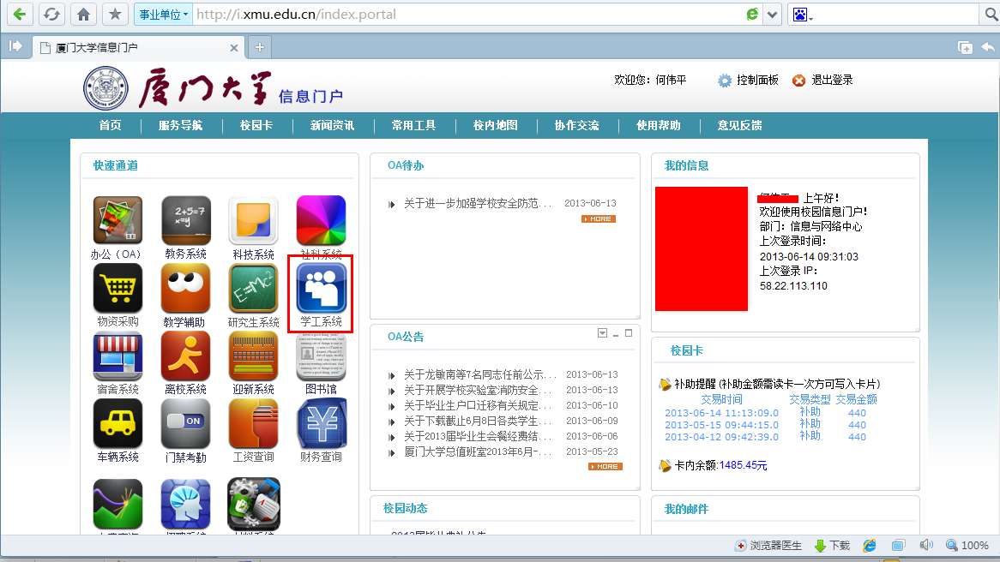 事业单位
http://i.xmu.edu.cn/index.portal
厦门大学信息门户
厦门大学 信息门户
欢迎您：何伟平
控制面板
退出登录
首页
服务导航
校园卡
新闻资讯
常用工具
校内地图
协作交流
使用帮助
意见反馈
快速通道
2+5=7
x=y
办公（OA）
教务系统
科技系统
社科系统
E=Mc²
物资采购
教学辅助
研究生系统
学工系统
宿舍系统
离校系统
迎新系统
图书馆
ON
车辆系统
门禁考勤
工资查询
财务查询
OA待办
关于进一步加强学校安全防范... 2013-06-13
MORE
OA公告
关于龙敏南等7名同志任前公示... 2013-06-13
关于开展学校实验室消防安全... 2013-06-13
关于毕业生户口迁移有关规定... 2013-06-10
关于下载截止6月8日各类学生... 2013-06-09
关于2013届毕业生会餐经费结... 2013-06-06
厦门大学总值班室2013年6月-... 2013-05-23
MORE
校园动态
2013届毕业典礼公告
我的信息
上午好!
欢迎使用校园信息门户!
部门：信息与网络中心
上次登录时间：
2013-06-14 09:31:03
上次登录 IP：
58.22.113.110
校园卡
补助提醒 (补助金额需读卡一次方可写入卡片)
交易时间 交易类型 交易金额
2013-06-14 11:13:09.0 补助 440
2013-05-15 09:44:15.0 补助 440
2013-04-12 09:42:39.0 补助 440
卡内余额:1485.45元
我的邮件
浏览器医生
下载
100%